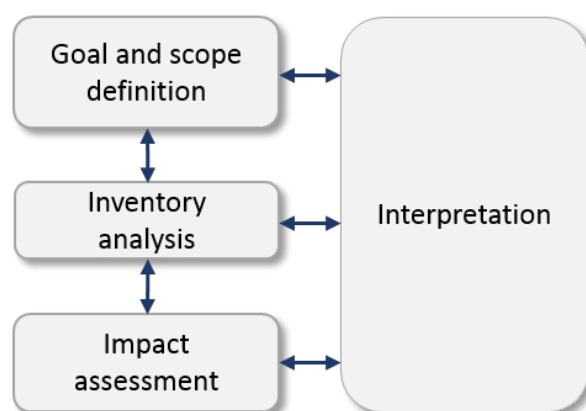 Goal and scope
definition
Inventory
analysis
Impact
assessment
Interpretation